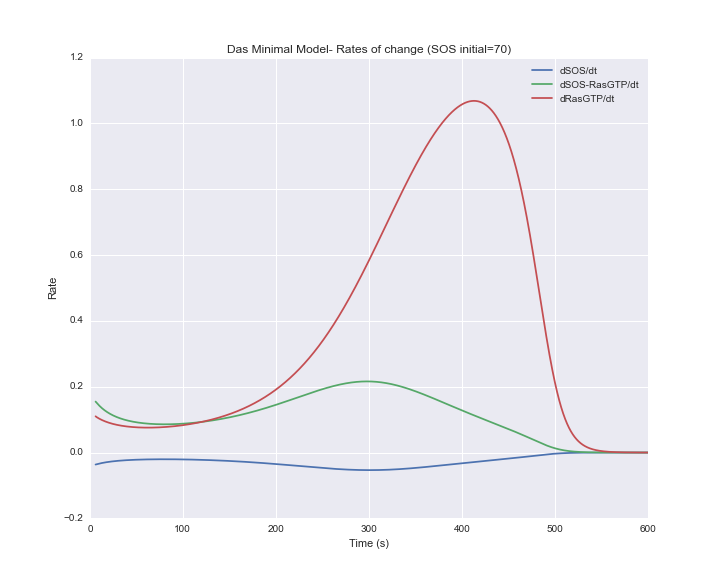 Das Minimal Model- Rates of change (SOS initial=70)
dSOS/dt
dSOS-RasGTP/dt
dRasGTP/dt
1.2
1.0
0.8
0.6
0.4
0.2
0.0
−0.2
Rate
0 100 200 300 400 500 600
Time (s)